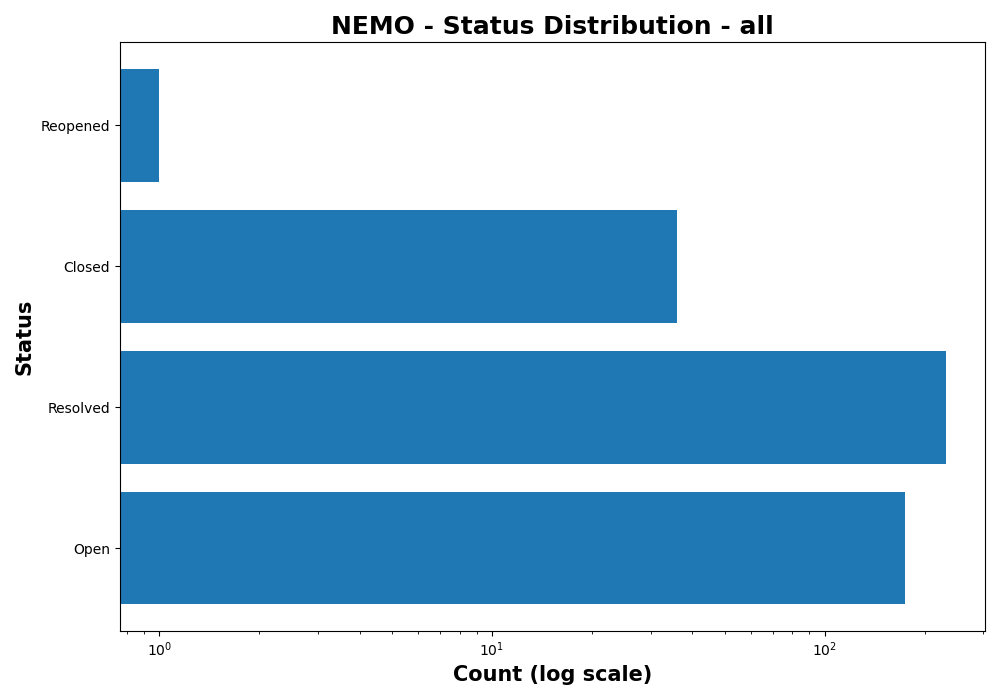 NEMO - Status Distribution - all
Reopened
Closed
Resolved
Open
Status
10⁰
10¹
10²
Count (log scale)